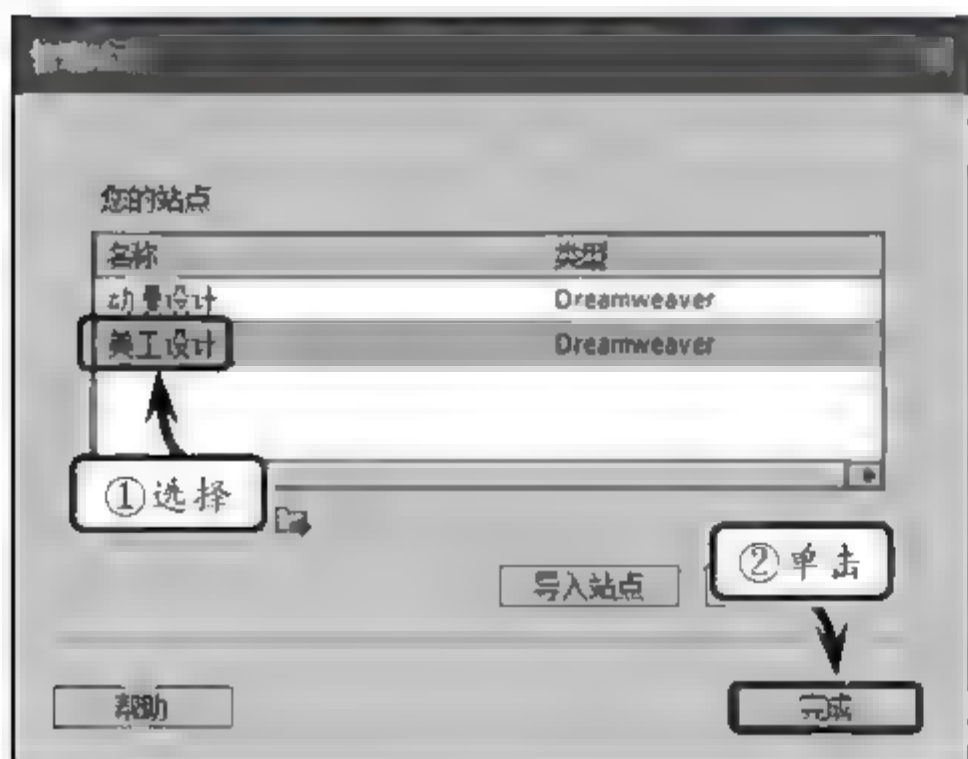 您的站点
名称 类型
动景设计 Dreamweaver
美工设计 Dreamweaver
①选择
导入站点
②单击
帮助 完成